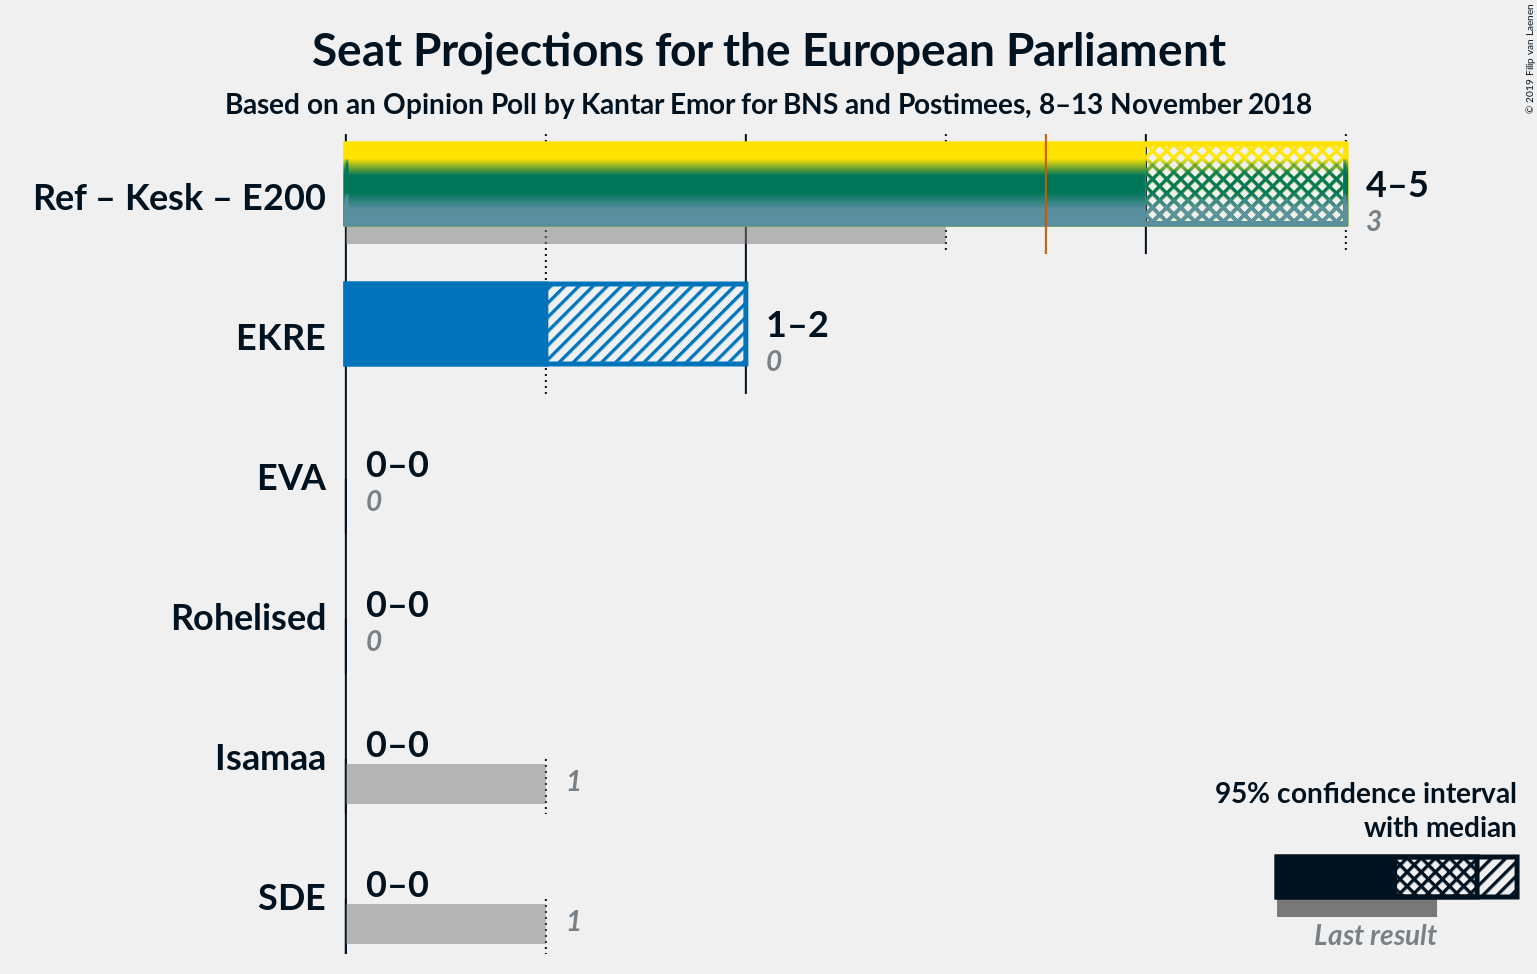 Seat Projections for the European Parliament
Based on an Opinion Poll by Kantar Emor for BNS and Postimees, 8–13 November 2018
© 2019 Filip van Laenen
Ref – Kesk – E200
4–5
3
EKRE
1–2
0
EVA
0–0
0
Rohelised
0–0
0
Isamaa
0–0
1
SDE
0–0
1
95% confidence interval
with median
Last result